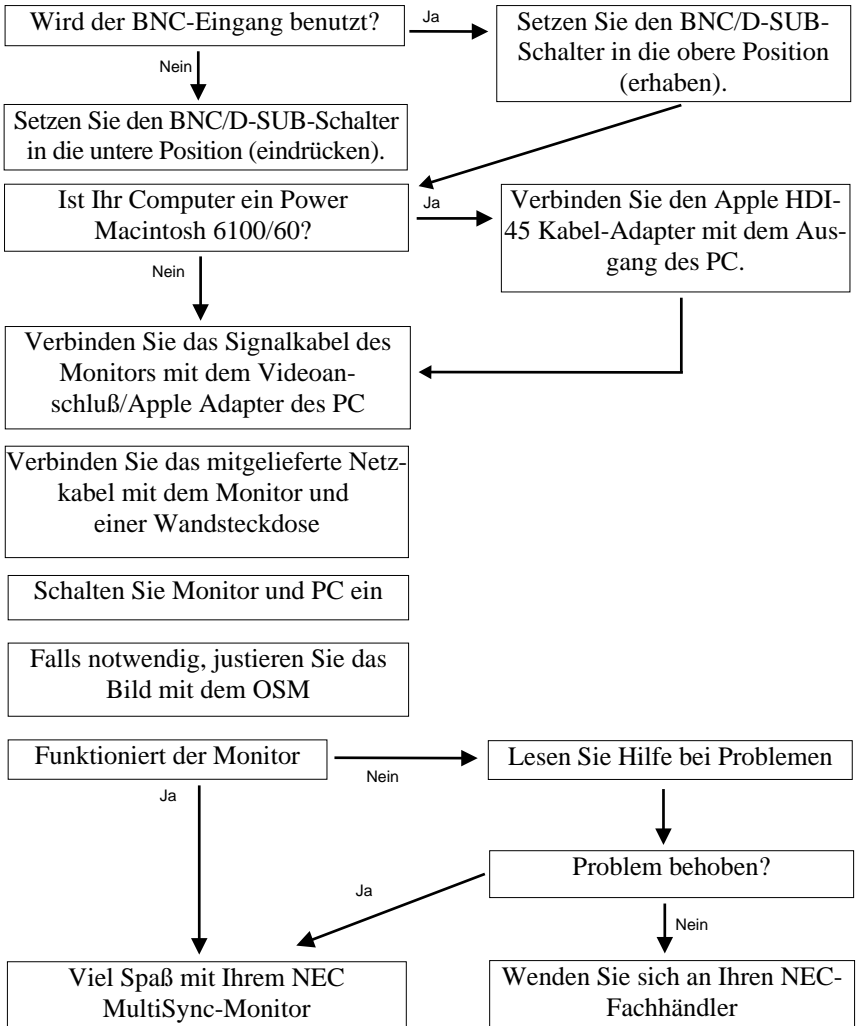 Wird der BNC-Eingang benutzt?
Ja
Setzen Sie den BNC/D-SUB-
Schalter in die obere Position
(erhaben).
Nein
Setzen Sie den BNC/D-SUB-Schalter
in die untere Position (eindrücken).
Ist Ihr Computer ein Power
Macintosh 6100/60?
Ja
Verbinden Sie den Apple HDI-
45 Kabel-Adapter mit dem Aus-
gang des PC.
Nein
Verbinden Sie das Signalkabel des
Monitors mit dem Videoan-
schluß/Apple Adapter des PC
Verbinden Sie das mitgelieferte Netz-
kabel mit dem Monitor und
einer Wandsteckdose
Schalten Sie Monitor und PC ein
Falls notwendig, justieren Sie das
Bild mit dem OSM
Funktioniert der Monitor
Nein
Lesen Sie Hilfe bei Problemen
Ja
Problem behoben?
Ja
Nein
Viel Spaß mit Ihrem NEC
MultiSync-Monitor
Wenden Sie sich an Ihren NEC-
Fachhändler